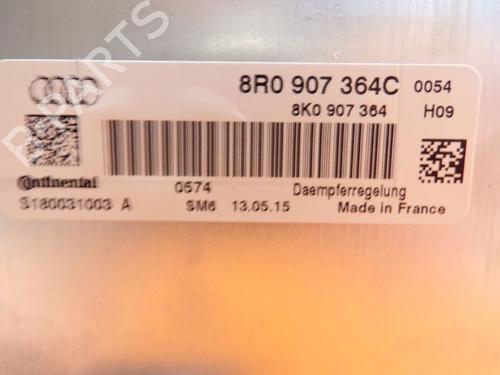 8R0 907 364C 0054
8K0 907 364 H09
Continental 0574 Daempferregelung
S180031003 A SM6 13.05.15 Made in France